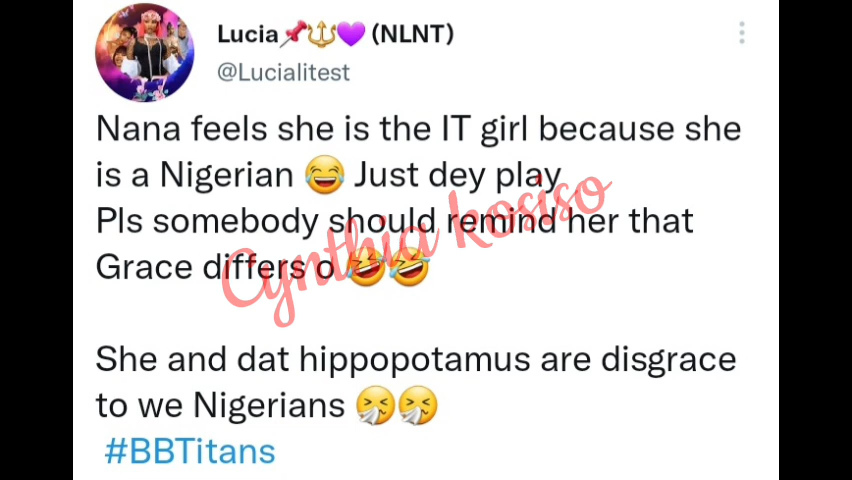 Lucia📌🔱💜 (NLNT)
@Lucialitest
Nana feels she is the IT girl because she
is a Nigerian 😂 Just dey play
Pls somebody should remind her that
Grace differs o 🤣🤣
Cynthia kosiso
She and dat hippopotamus are disgrace
to we Nigerians 🤧🤧
#BBTitans